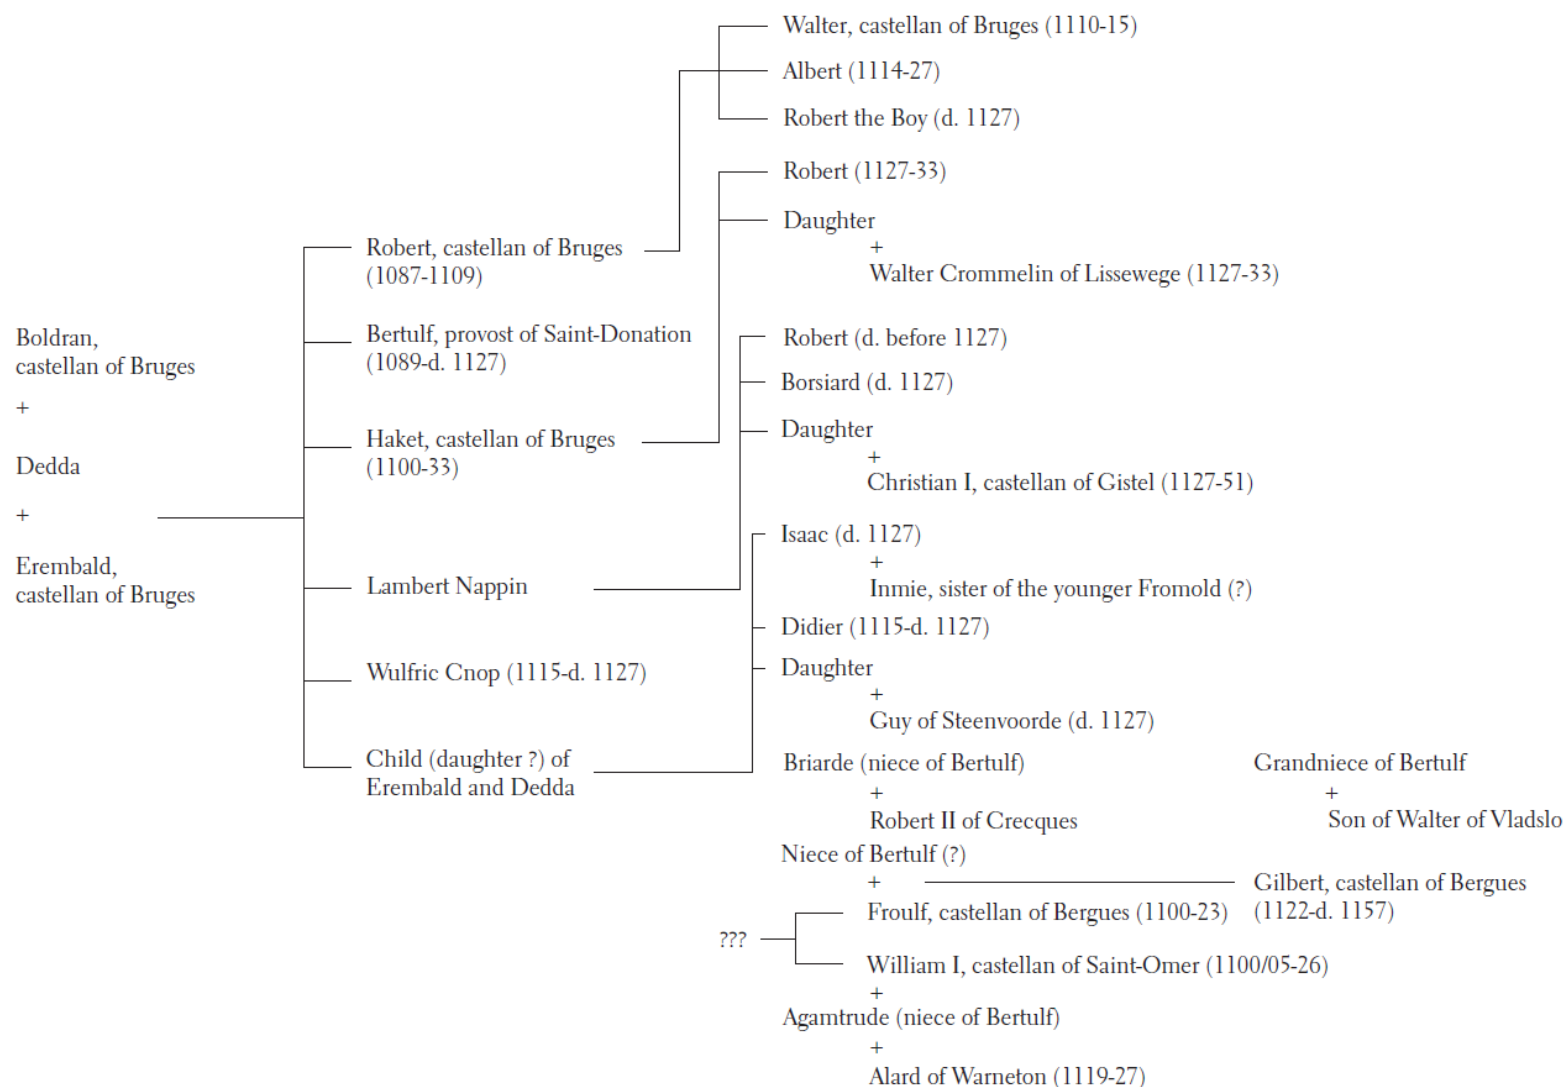 Boldran,
castellan of Bruges
+
Dedda
+
Erembald,
castellan of Bruges
Robert, castellan of Bruges
(1087-1109)
Bertulf, provost of Saint-Donation
(1089-d. 1127)
Haket, castellan of Bruges
(1100-33)
Lambert Nappin
Wulfric Cnop (1115-d. 1127)
Child (daughter ?) of
Erembald and Dedda
Walter, castellan of Bruges (1110-15)
Albert (1114-27)
Robert the Boy (d. 1127)
Robert (1127-33)
Daughter
+
Walter Crommelin of Lissewege (1127-33)
Robert (d. before 1127)
Borsiard (d. 1127)
Daughter
+
Christian I, castellan of Gistel (1127-51)
Isaac (d. 1127)
+
Inmie, sister of the younger Fromold (?)
Didier (1115-d. 1127)
Daughter
+
Guy of Steenvoorde (d. 1127)
Briarde (niece of Bertulf)
+
Robert II of Crecques
Grandniece of Bertulf
+
Son of Walter of Vladslo
Niece of Bertulf (?)
+
Froulf, castellan of Bergues (1100-23)
Gilbert, castellan of Bergues
(1122-d. 1157)
???
William I, castellan of Saint-Omer (1100/05-26)
+
Agamtrude (niece of Bertulf)
+
Alard of Warneton (1119-27)